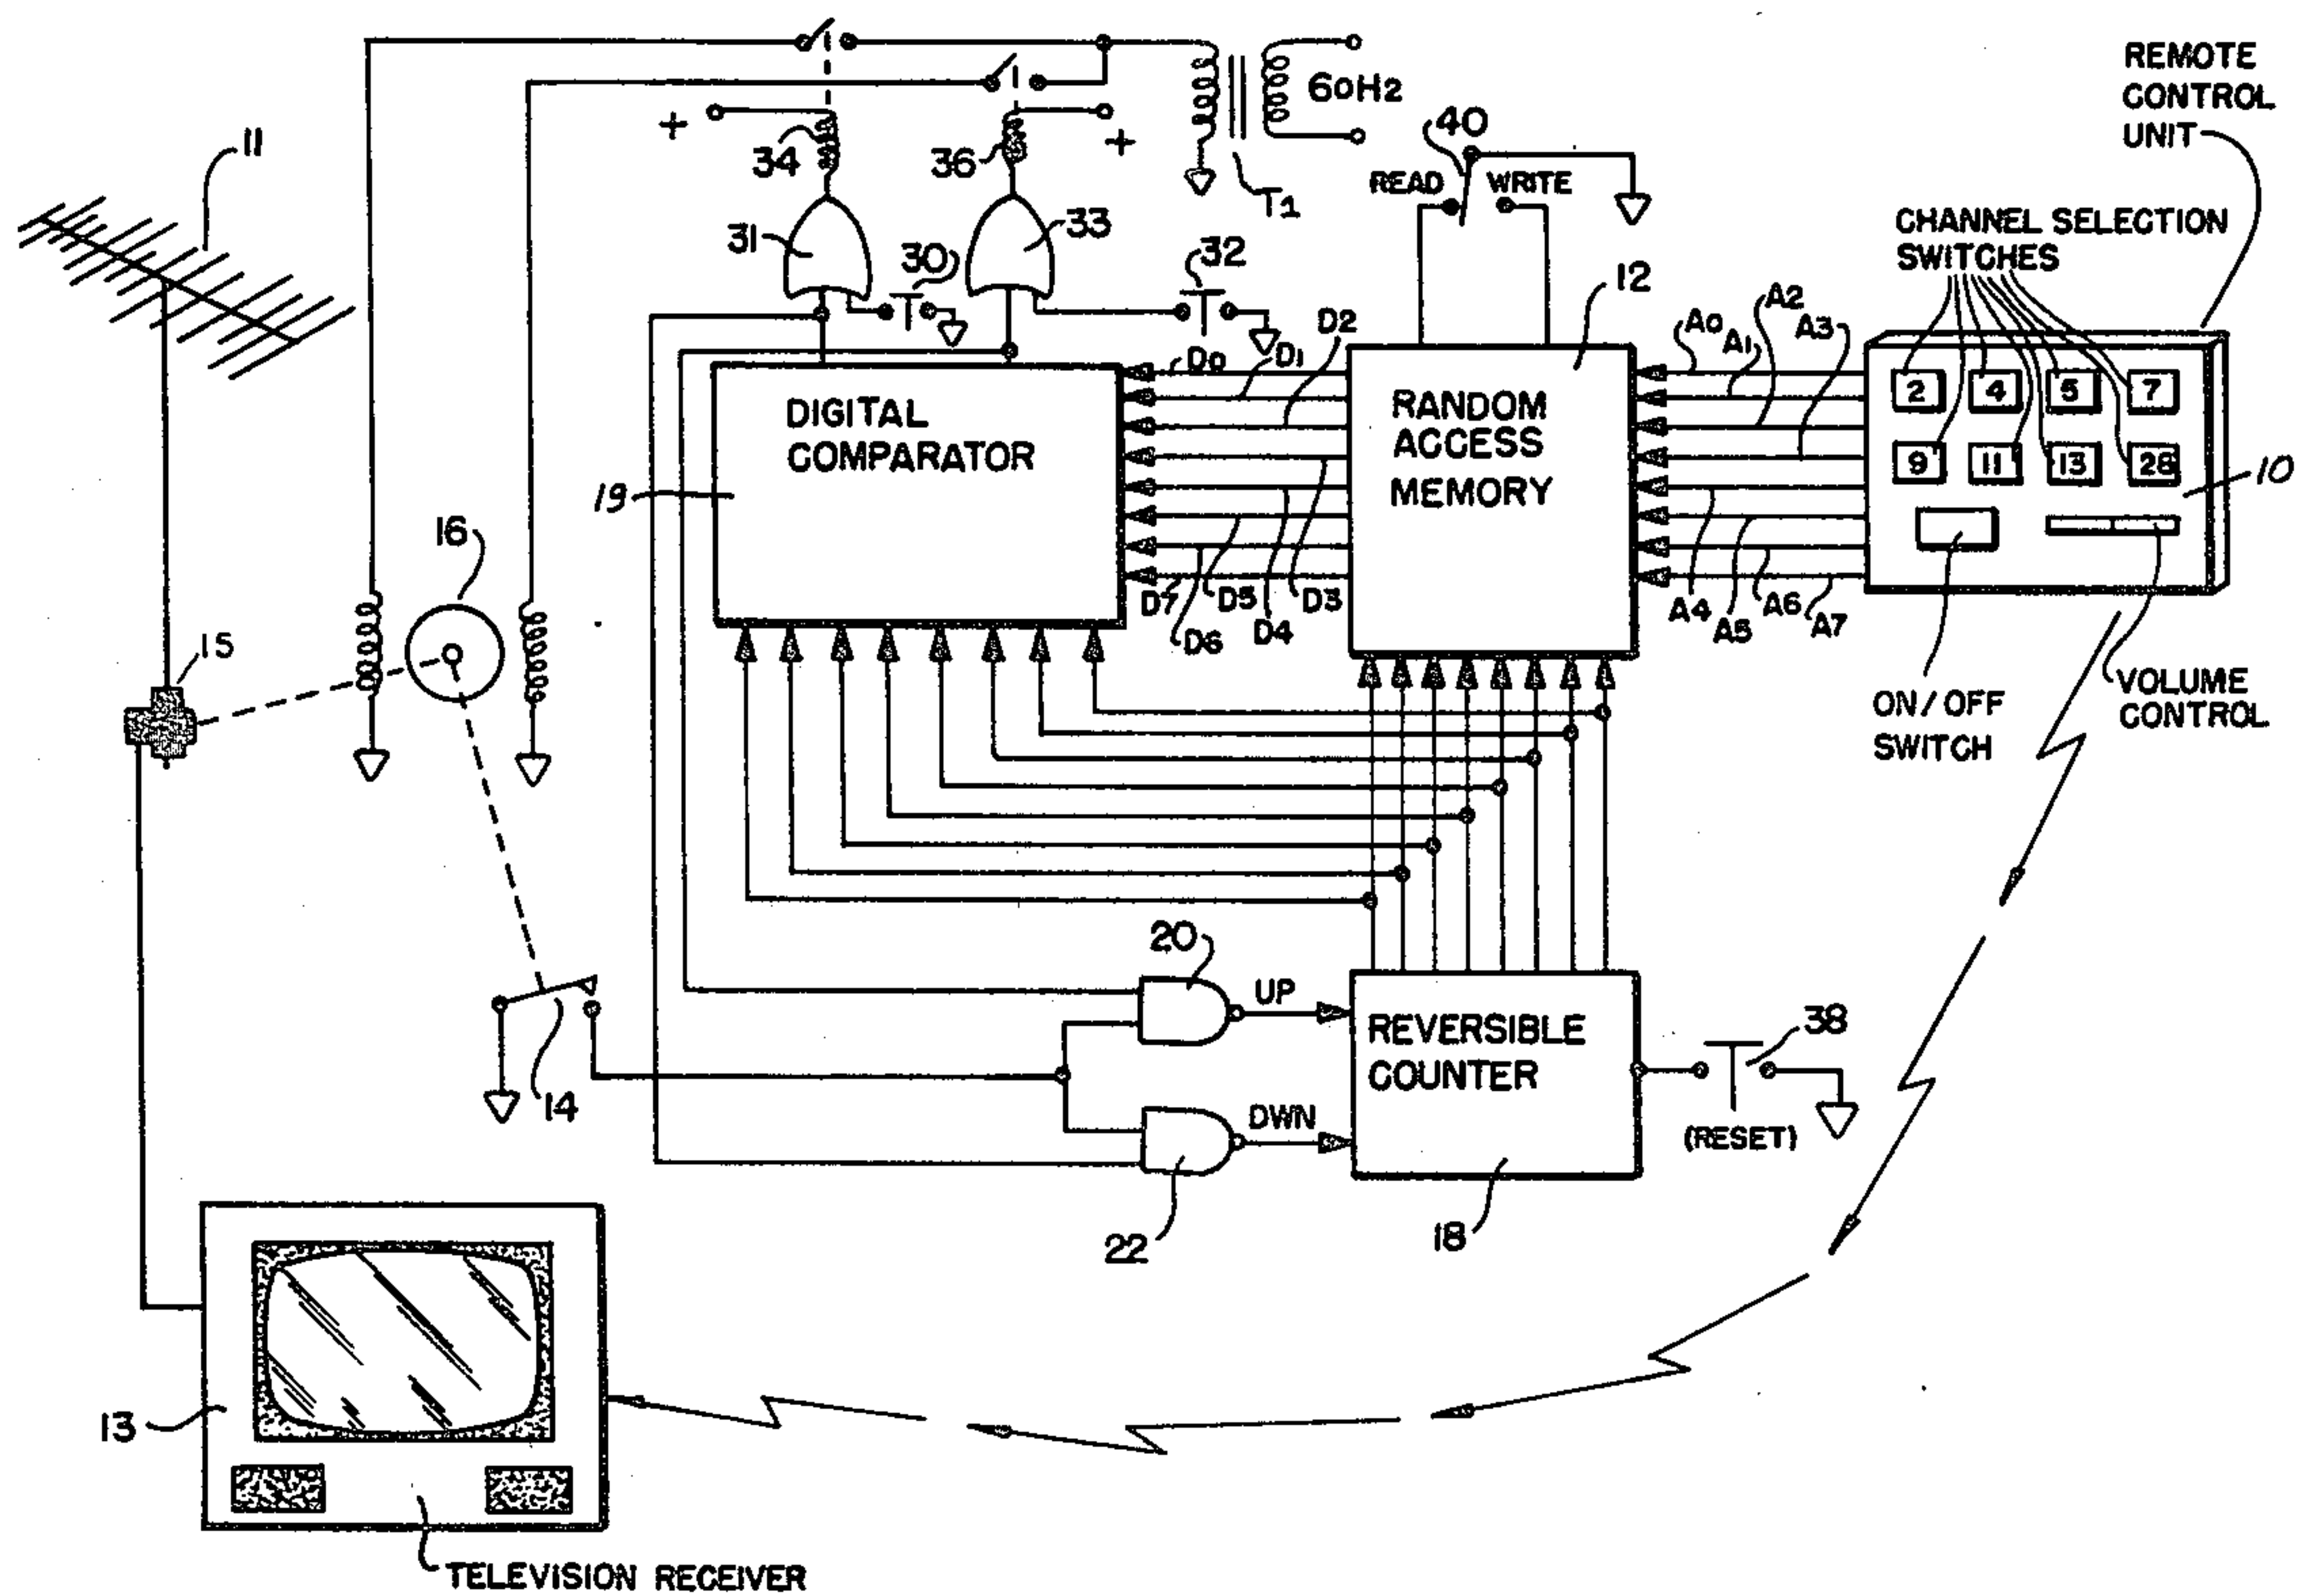 REMOTE
CONTROL
UNIT
11
34
+
36
+
60Hz
T1
40
READ
WRITE
CHANNEL SELECTION
SWITCHES
31
30
33
32
12
D0
D1
D2
A0
A1
A2
A3
DIGITAL
COMPARATOR
19
RANDOM
ACCESS
MEMORY
2
4
5
7
9
11
13
28
10
D7
D6
D5
D4
D3
A4
A5
A6
A7
16
15
ON/OFF
SWITCH
VOLUME
CONTROL
20
UP
REVERSIBLE
COUNTER
38
(RESET)
14
DWN
22
18
13
TELEVISION RECEIVER